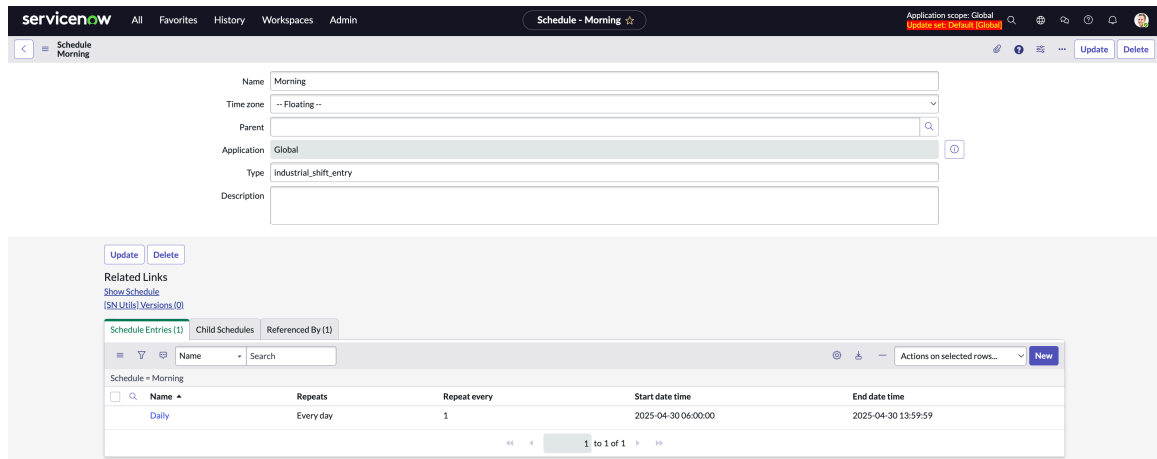 servicenow All Favorites History Workspaces Admin Schedule - Morning Application scope: Global
Update set: Default [Global]
Schedule
Morning
Update Delete
Name Morning
Time zone -- Floating --
Parent
Application Global
Type industrial_shift_entry
Description
Update Delete
Related Links
Show Schedule
[SN Utils] Versions (0)
Schedule Entries (1) Child Schedules Referenced By (1)
Name Search Actions on selected rows... New
Schedule = Morning
Name Repeats Repeat every Start date time End date time
Daily Every day 1 2025-04-30 06:00:00 2025-04-30 13:59:59
1 to 1 of 1